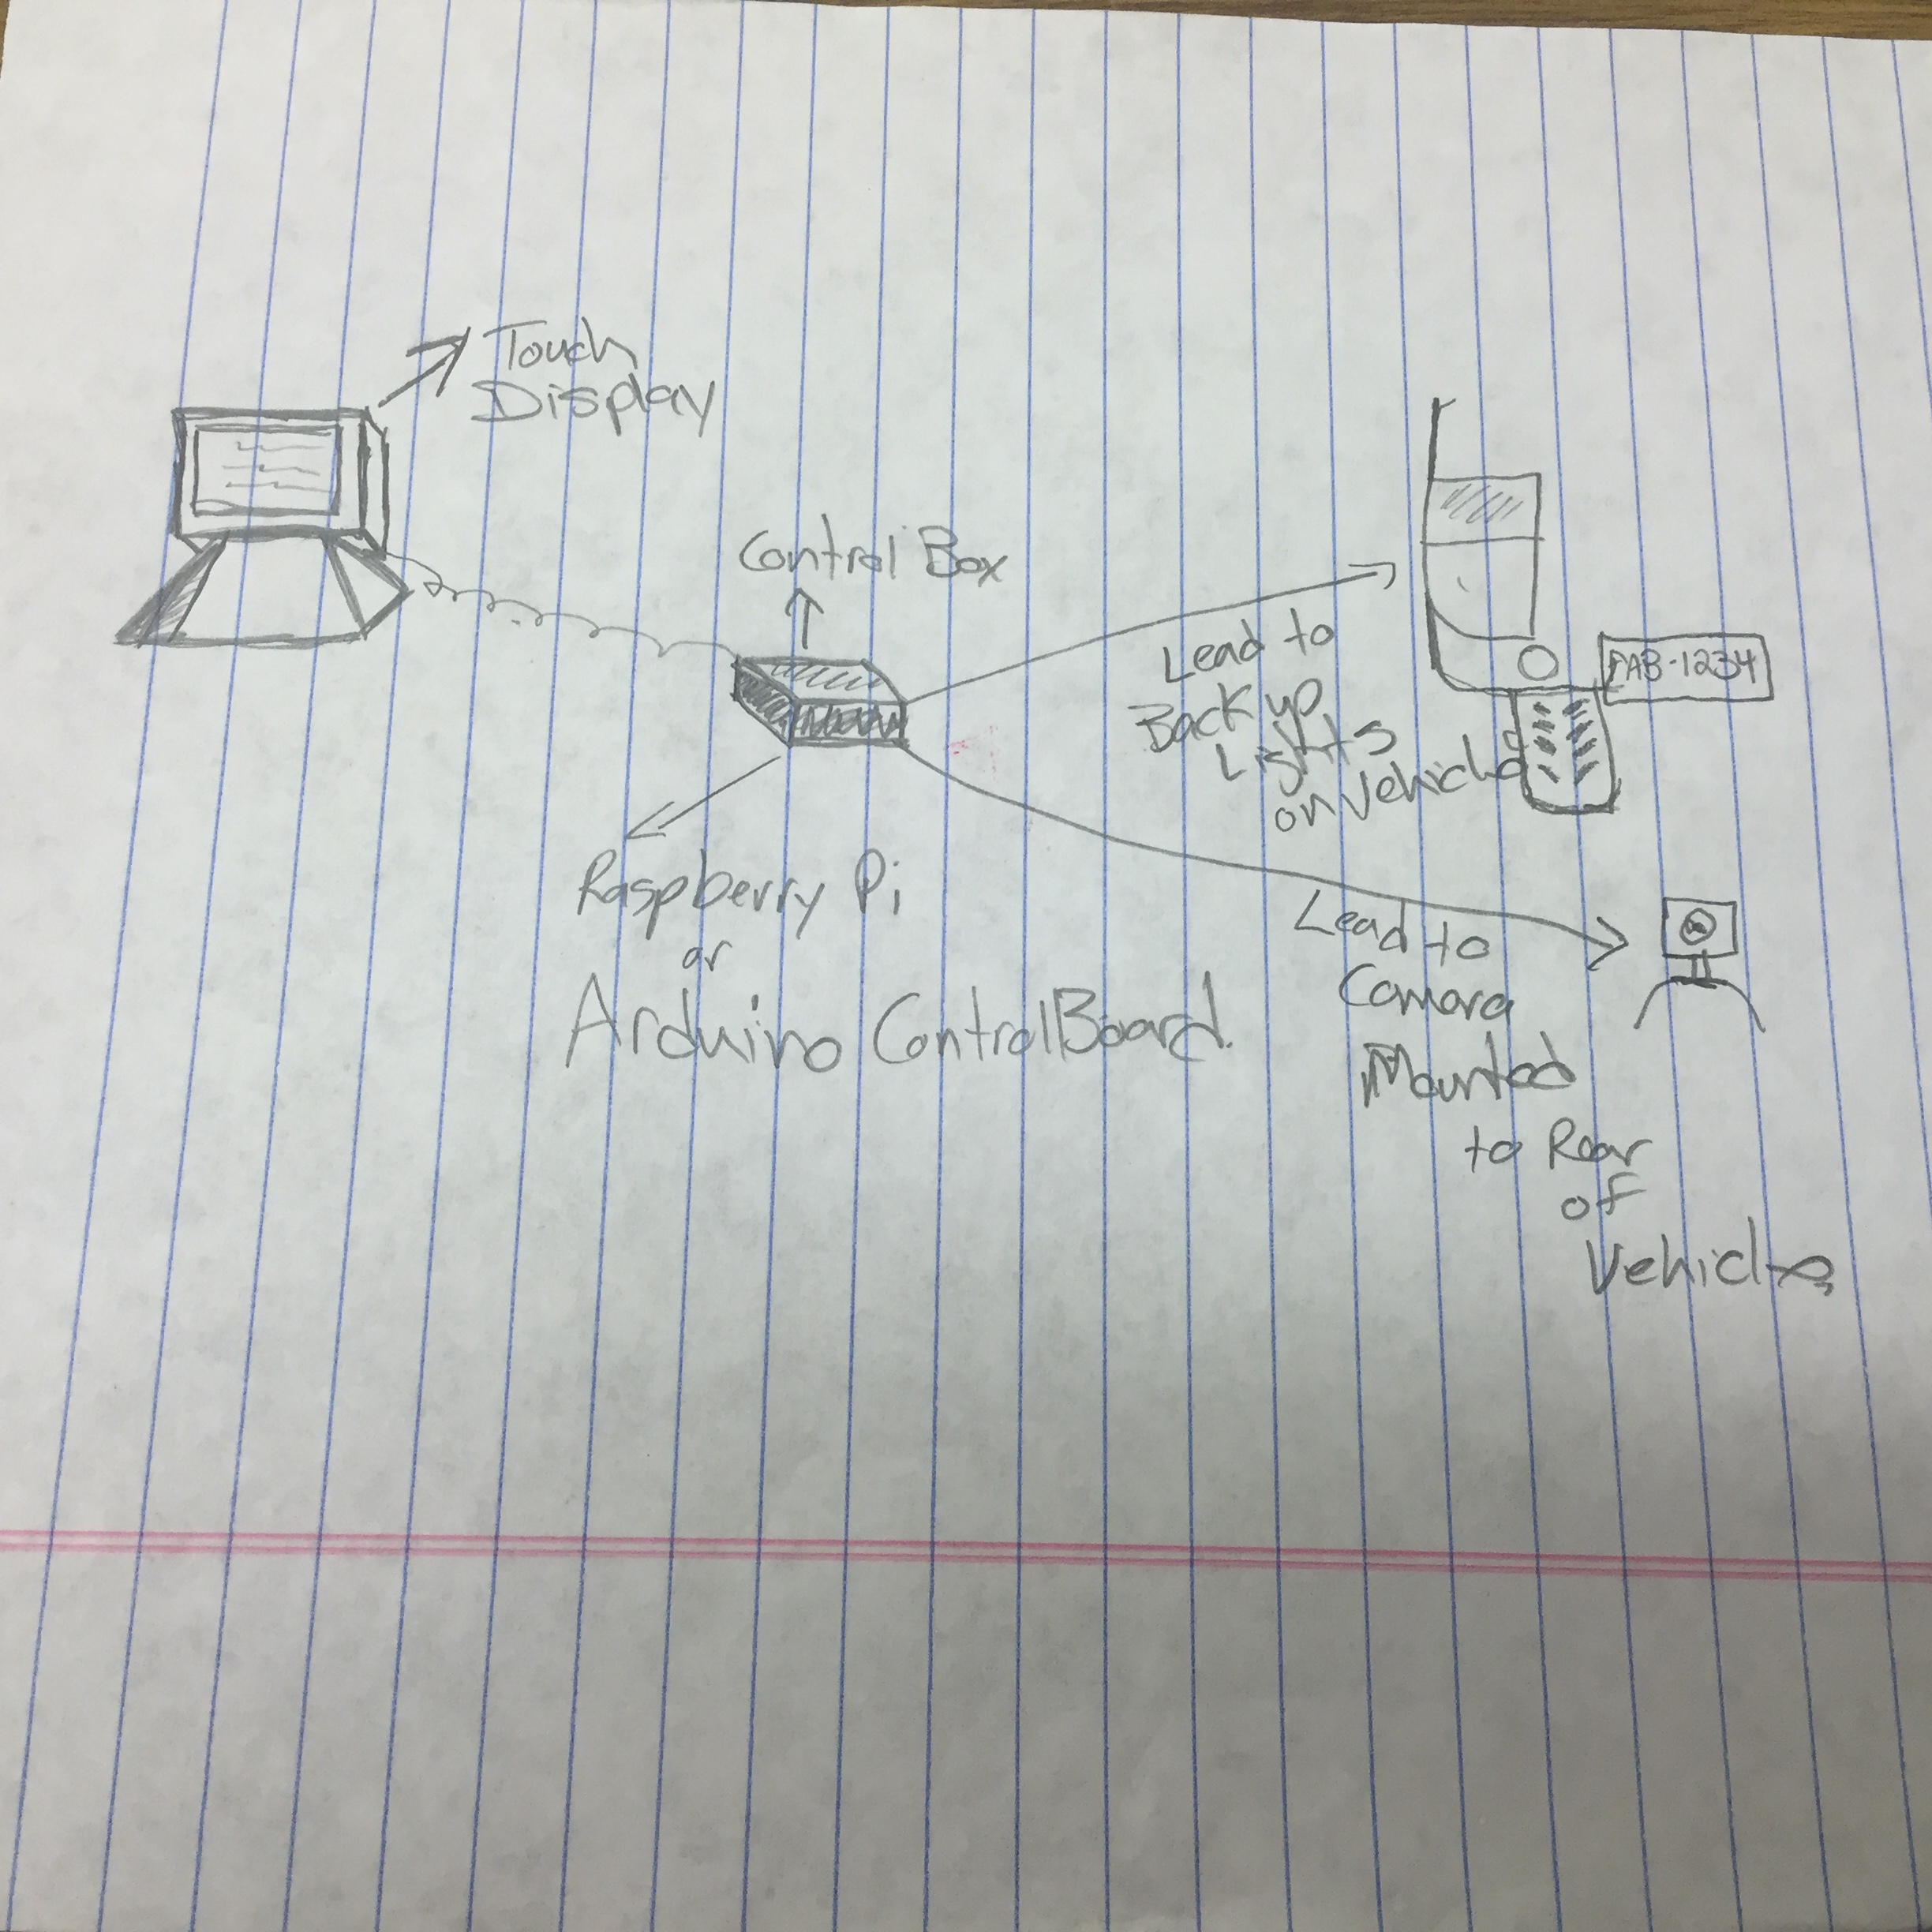 Touch
Display
Control Box
Raspberry Pi
or
Arduino Control Board.
Lead to
Back up
Lights
on Vehicle
AB-1234
Lead to
Camera
Mounted
to Rear
of
Vehicle